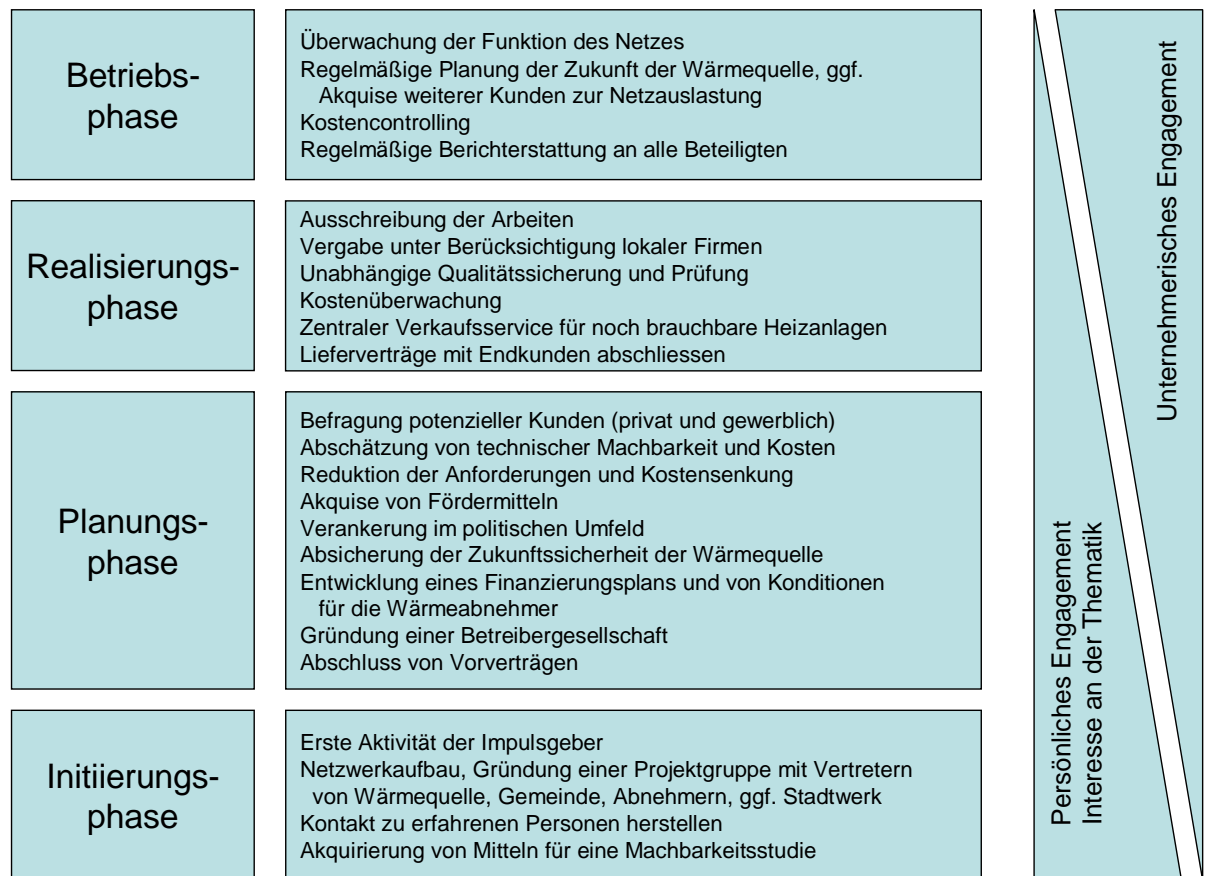 Betriebs-
phase
Überwachung der Funktion des Netzes
Regelmäßige Planung der Zukunft der Wärmequelle, ggf.
Akquise weiterer Kunden zur Netzauslastung
Kostencontrolling
Regelmäßige Berichterstattung an alle Beteiligten
Realisierungs-
phase
Ausschreibung der Arbeiten
Vergabe unter Berücksichtigung lokaler Firmen
Unabhängige Qualitätssicherung und Prüfung
Kostenüberwachung
Zentraler Verkaufsservice für noch brauchbare Heizanlagen
Lieferverträge mit Endkunden abschliessen
Planungs-
phase
Befragung potenzieller Kunden (privat und gewerblich)
Abschätzung von technischer Machbarkeit und Kosten
Reduktion der Anforderungen und Kostensenkung
Akquise von Fördermitteln
Verankerung im politischen Umfeld
Absicherung der Zukunftssicherheit der Wärmequelle
Entwicklung eines Finanzierungsplans und von Konditionen
für die Wärmeabnehmer
Gründung einer Betreibergesellschaft
Abschluss von Vorverträgen
Initiierungs-
phase
Erste Aktivität der Impulsgeber
Netzwerkaufbau, Gründung einer Projektgruppe mit Vertretern
von Wärmequelle, Gemeinde, Abnehmern, ggf. Stadtwerk
Kontakt zu erfahrenen Personen herstellen
Akquirierung von Mitteln für eine Machbarkeitsstudie
Unternehmerisches Engagement
Persönliches Engagement
Interesse an der Thematik